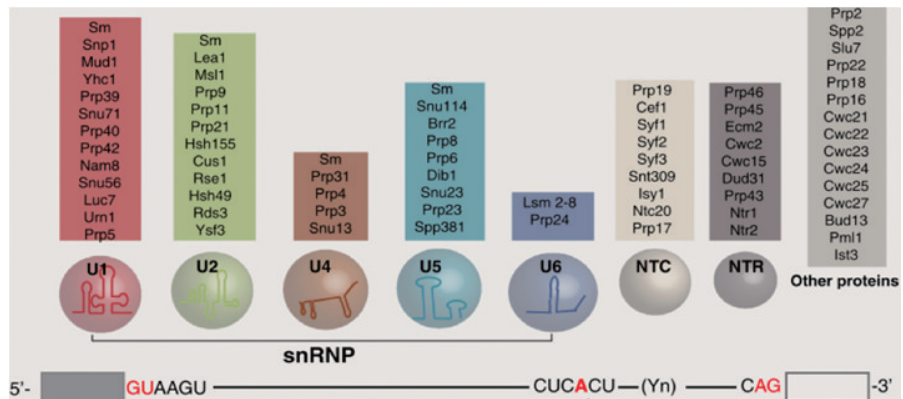 Sm
Snp1
Mud1
Yhc1
Prp39
Snu71
Prp40
Prp42
Nam8
Snu56
Luc7
Urn1
Prp5
U1
Sm
Lea1
Msl1
Prp9
Prp11
Prp21
Hsh155
Cus1
Rse1
Hsh49
Rds3
Ysf3
U2
Sm
Prp31
Prp4
Prp3
Snu13
U4
Sm
Snu114
Brr2
Prp8
Prp6
Dib1
Snu23
Prp23
Spp381
U5
Lsm 2-8
Prp24
U6
Prp19
Cef1
Syf1
Syf2
Syf3
Snt309
Isy1
Ntc20
Prp17
NTC
Prp46
Prp45
Ecm2
Cwc2
Cwc15
Dud31
Prp43
Ntr1
Ntr2
NTR
Prp2
Spp2
Slu7
Prp22
Prp18
Prp16
Cwc21
Cwc22
Cwc23
Cwc24
Cwc25
Cwc27
Bud13
Pml1
Ist3
Other proteins
snRNP
5'- GUAAGU CUCACU (Yn) CAG -3'